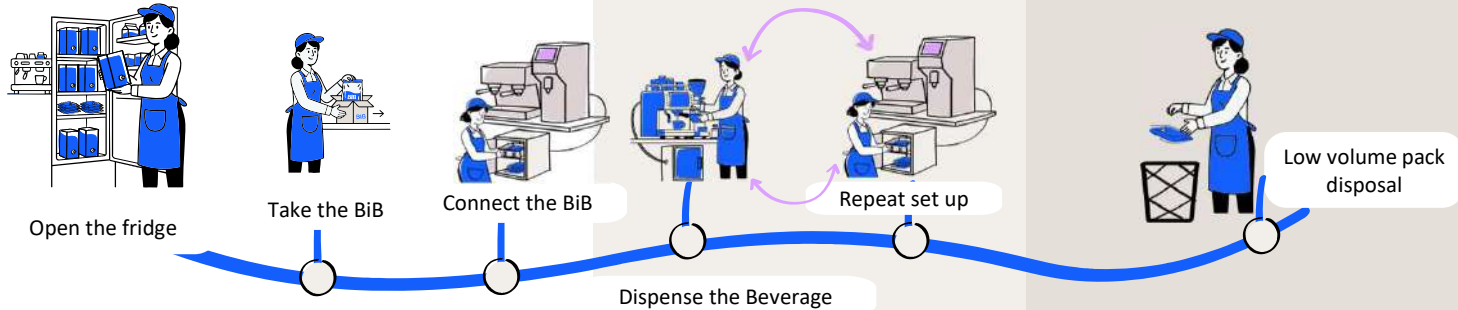 Open the fridge
Take the BiB
BiB
Connect the BiB
Dispense the Beverage
Repeat set up
Low volume pack
disposal